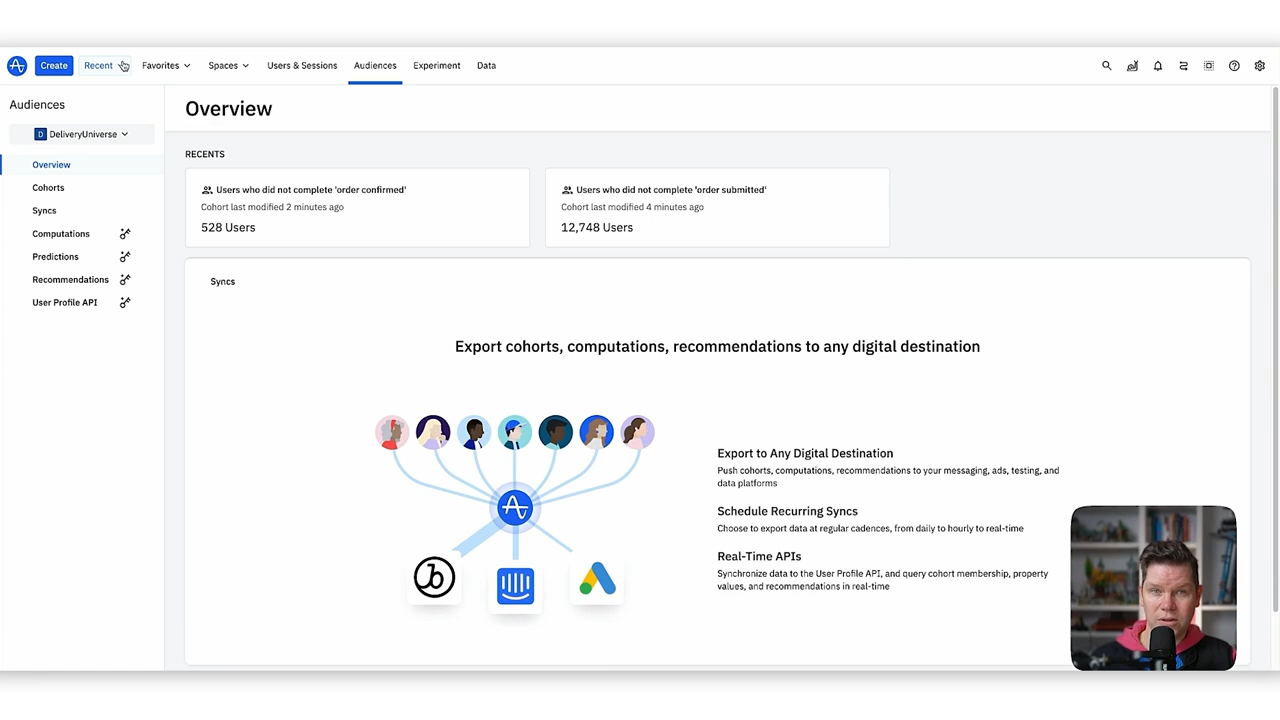 Create
Recent
Favorites
Spaces
Users & Sessions
Audiences
Experiment
Data
Audiences
D DeliveryUniverse
Overview
Cohorts
Syncs
Computations
Predictions
Recommendations
User Profile API
Overview
RECENTS
Users who did not complete 'order confirmed'
Cohort last modified 2 minutes ago
528 Users
Users who did not complete 'order submitted'
Cohort last modified 4 minutes ago
12,748 Users
Syncs
Export cohorts, computations, recommendations to any digital destination
Export to Any Digital Destination
Push cohorts, computations, recommendations to your messaging, ads, testing, and
data platforms
Schedule Recurring Syncs
Choose to export data at regular cadences, from daily to hourly to real-time
Real-Time APIs
Synchronize data to the User Profile API, and query cohort membership, property
values, and recommendations in real-time